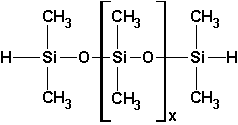 CH₃ CH₃ CH₃
H Si O Si O Si H
CH₃ CH₃ CH₃
x